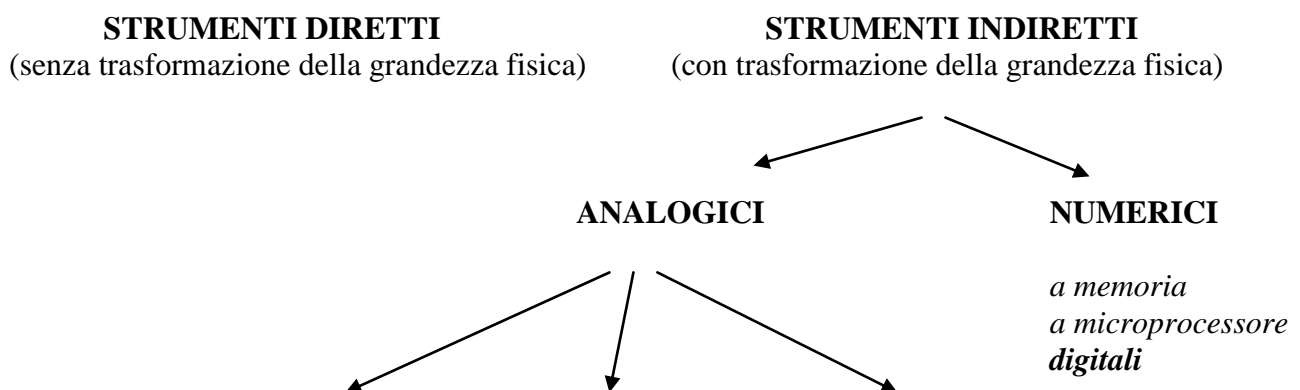 STRUMENTI DIRETTI
(senza trasformazione della grandezza fisica)
STRUMENTI INDIRETTI
(con trasformazione della grandezza fisica)
ANALOGICI
NUMERICI
a memoria
a microprocessore
digitali